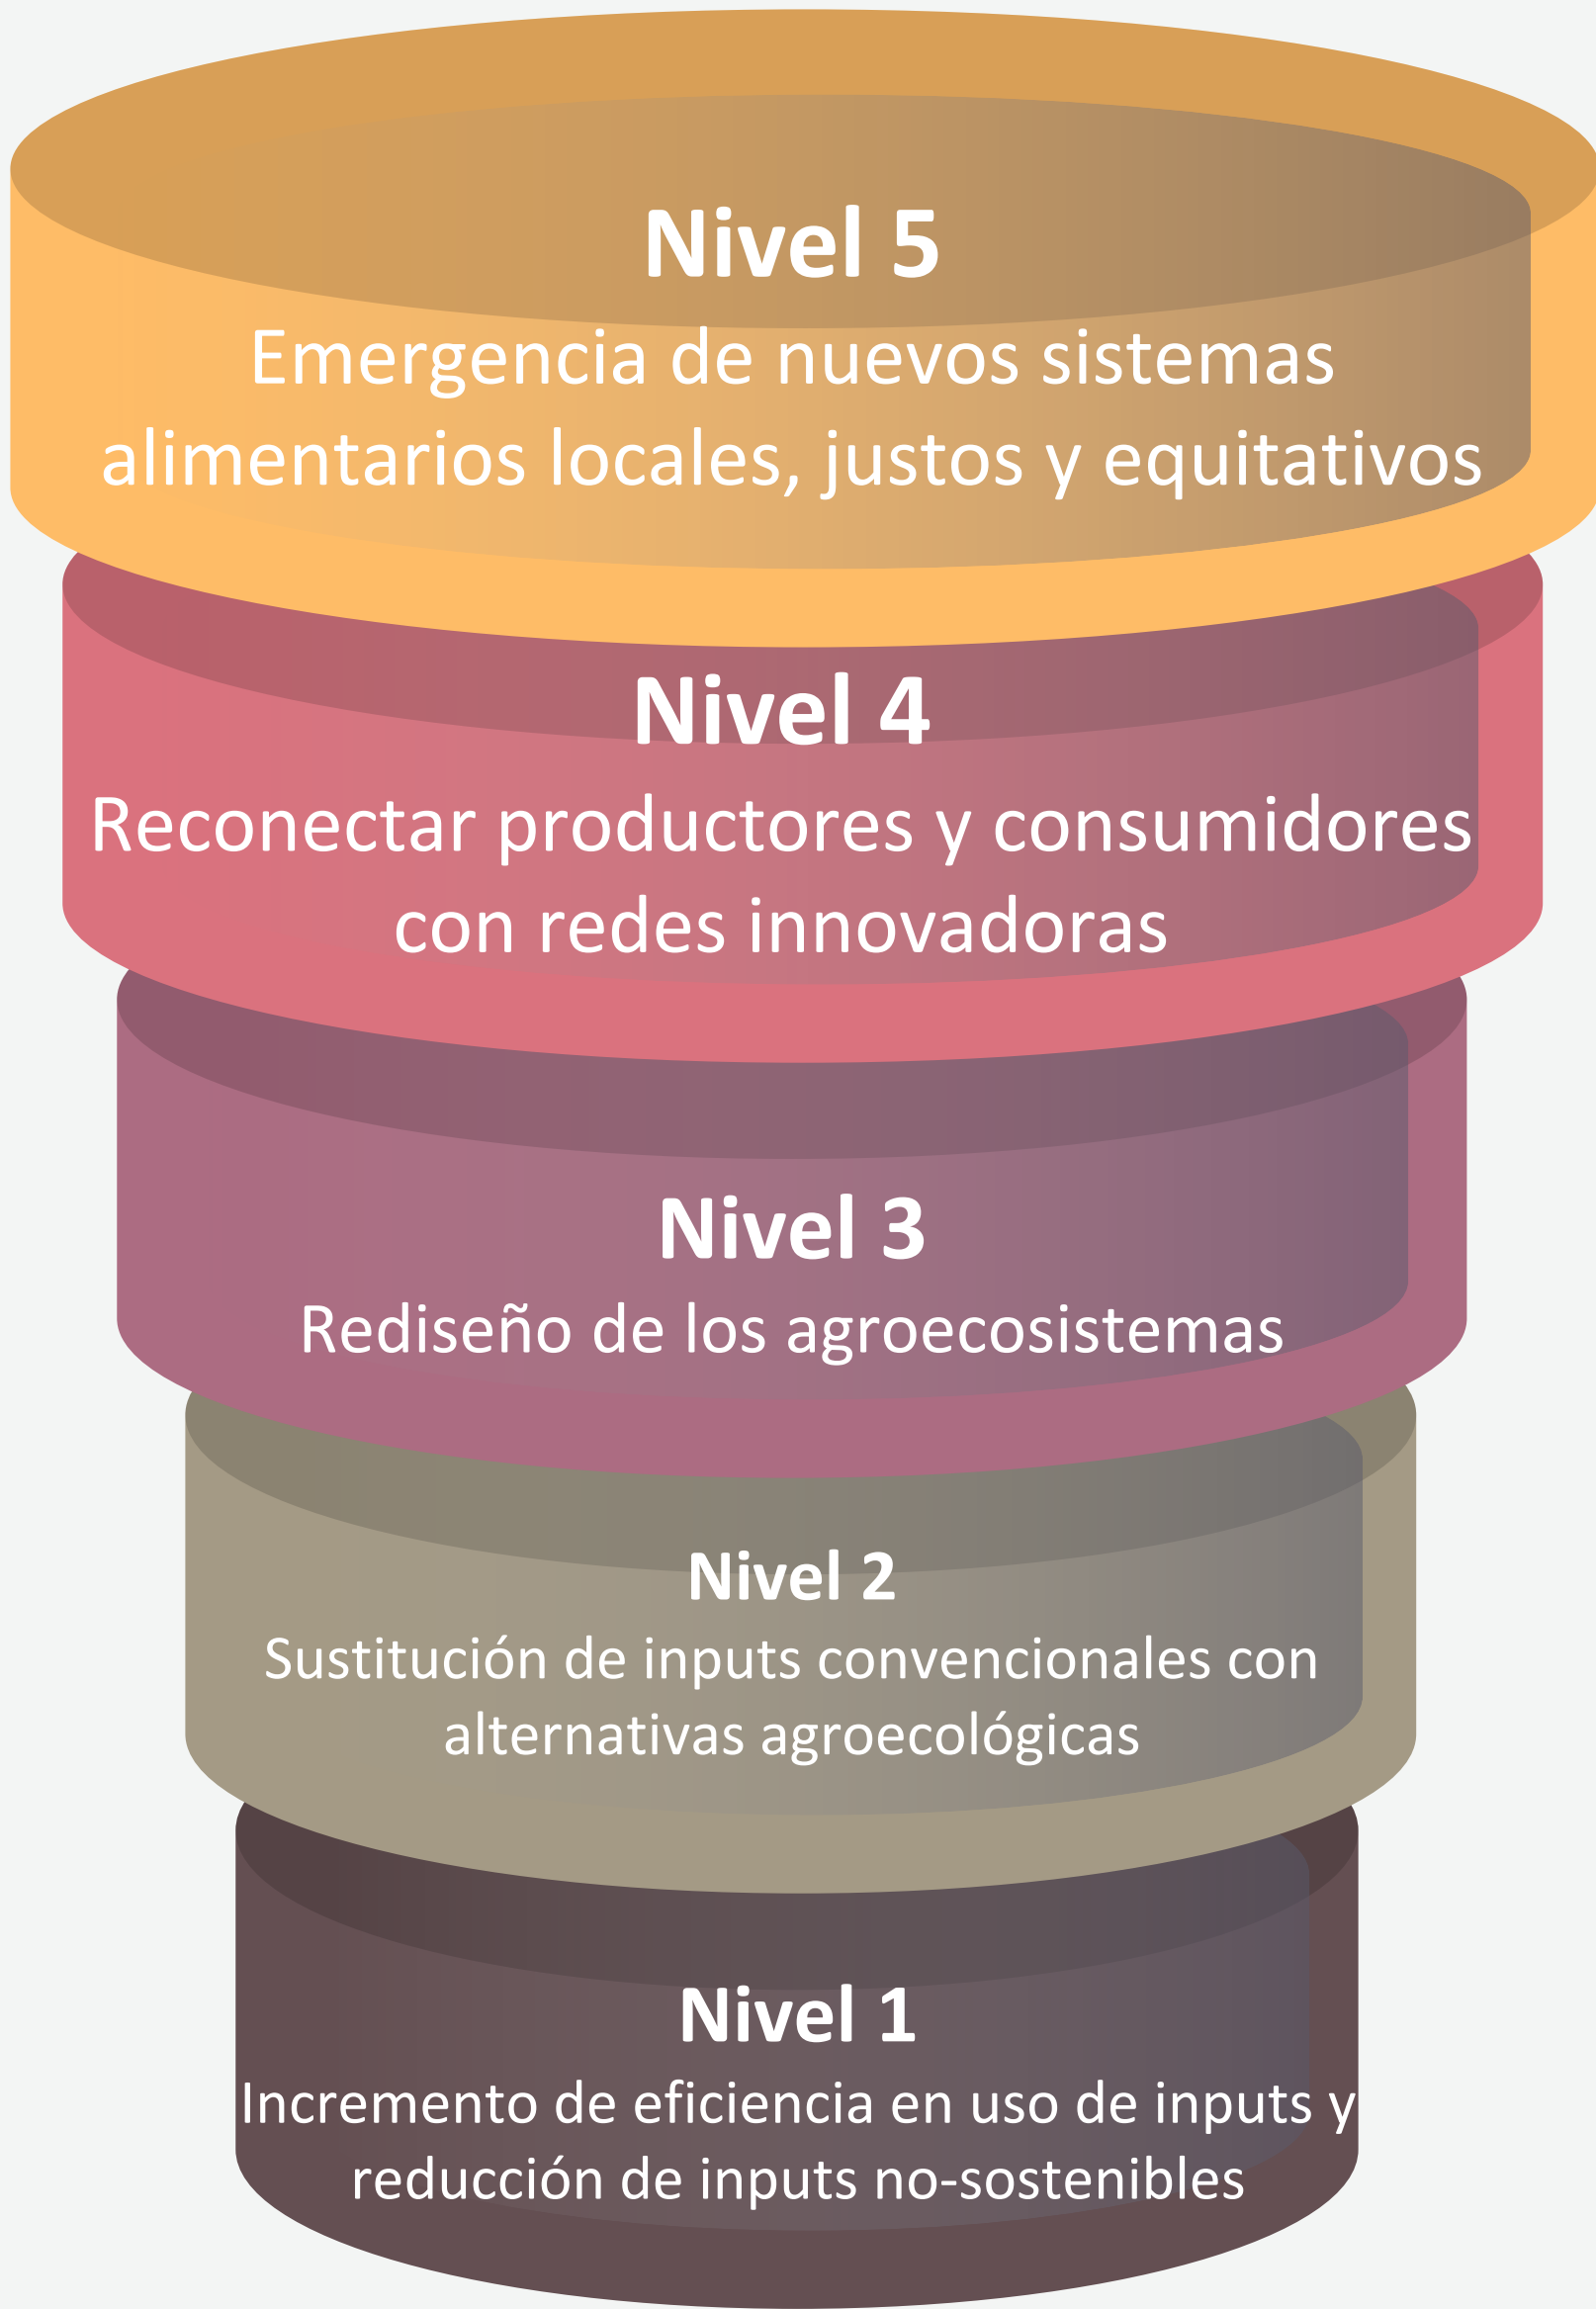 Nivel 5
Emergencia de nuevos sistemas
alimentarios locales, justos y equitativos
Nivel 4
Reconectar productores y consumidores
con redes innovadoras
Nivel 3
Rediseño de los agroecosistemas
Nivel 2
Sustitución de inputs convencionales con
alternativas agroecológicas
Nivel 1
Incremento de eficiencia en uso de inputs y
reducción de inputs no-sostenibles